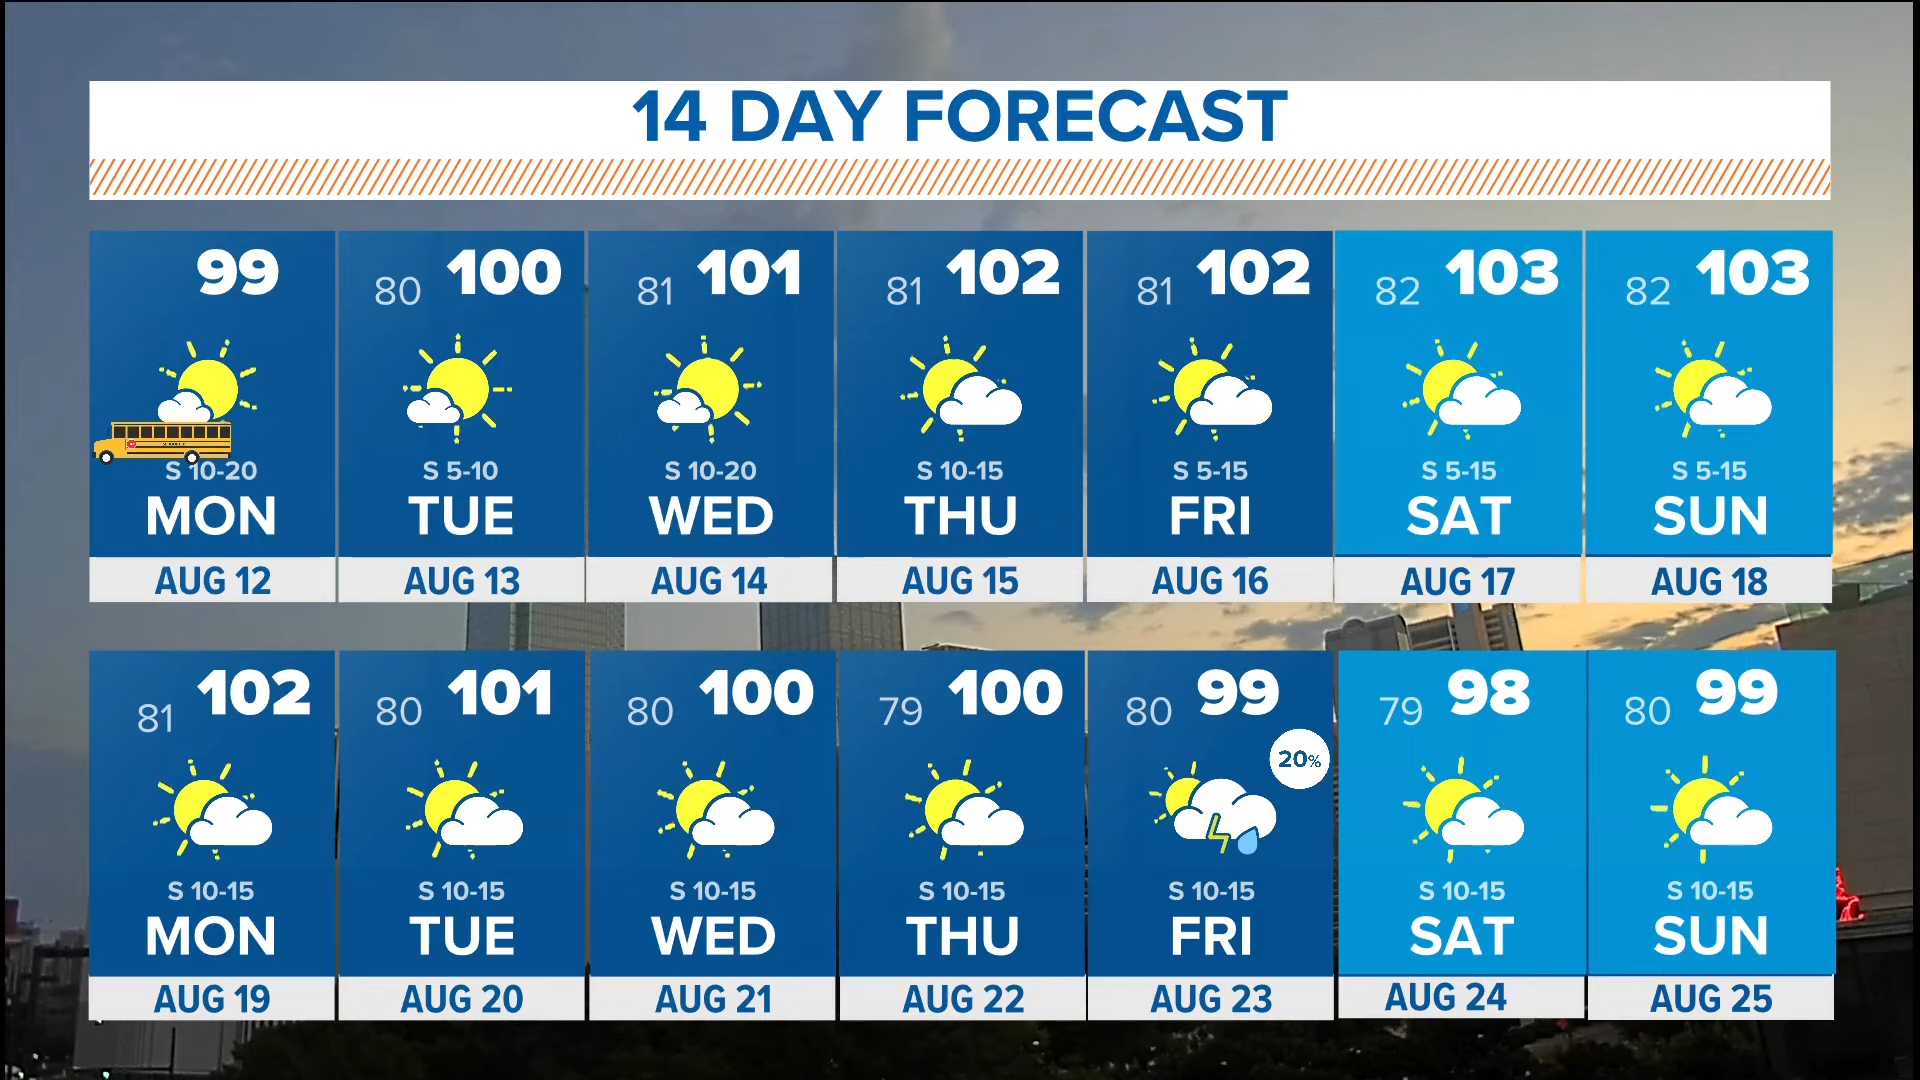 14 DAY FORECAST
99 80 100 81 101 81 102 81 102 82 103 82 103
S 10-20 S 5-10 S 10-20 S 10-15 S 5-15 S 5-15 S 5-15
MON TUE WED THU FRI SAT SUN
AUG 12 AUG 13 AUG 14 AUG 15 AUG 16 AUG 17 AUG 18
81 102 80 101 80 100 79 100 80 99 79 98 80 99
20%
S 10-15 S 10-15 S 10-15 S 10-15 S 10-15 S 10-15 S 10-15
MON TUE WED THU FRI SAT SUN
AUG 19 AUG 20 AUG 21 AUG 22 AUG 23 AUG 24 AUG 25